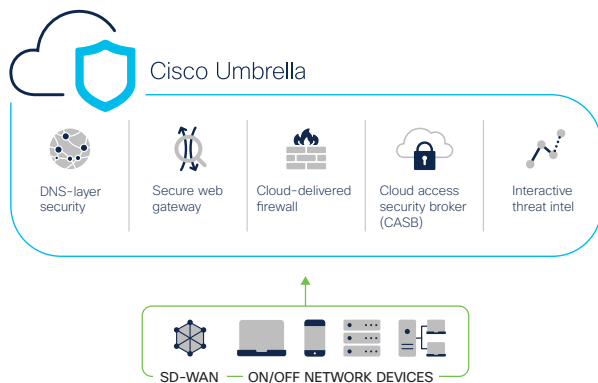 Cisco Umbrella
DNS-layer
security
Secure web
gateway
Cloud-delivered
firewall
Cloud access
security broker
(CASB)
Interactive
threat intel
SD-WAN
ON/OFF NETWORK DEVICES